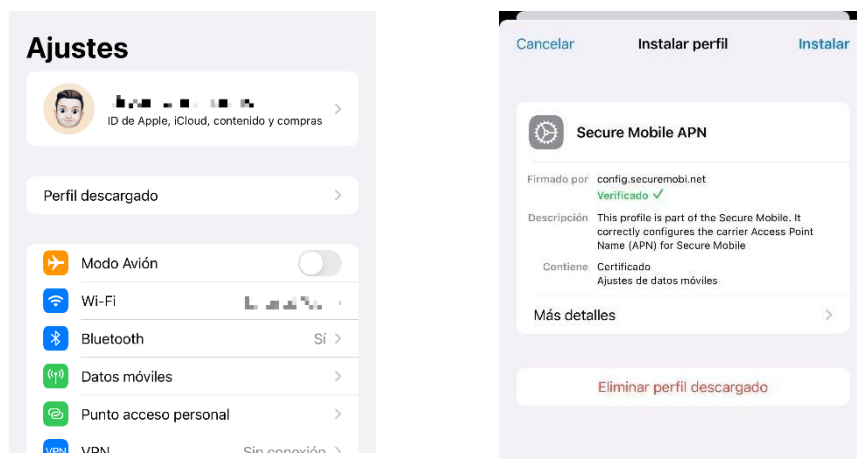 Ajustes
ID de Apple, iCloud, contenido y compras
Perfil descargado
Modo Avión
Wi-Fi
Bluetooth Sí
Datos móviles
Punto acceso personal
VPN VPN Sin conexión
Cancelar Instalar perfil Instalar
Secure Mobile APN
Firmado por config.securemobi.net
Verificado ✓
Descripción This profile is part of the Secure Mobile. It
correctly configures the carrier Access Point
Name (APN) for Secure Mobile
Contiene Certificado
Ajustes de datos móviles
Más detalles
Eliminar perfil descargado